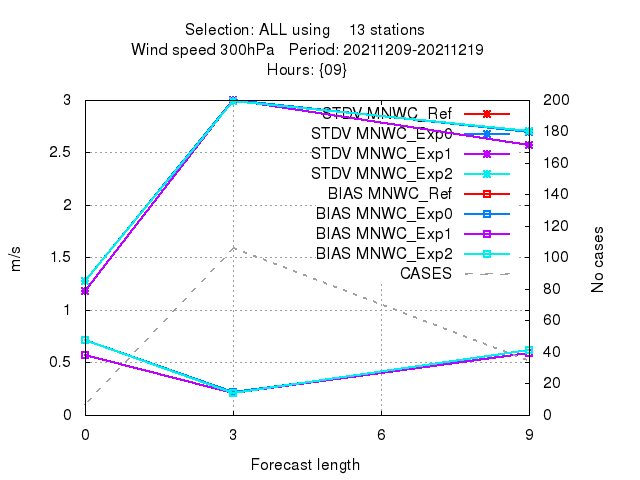 Selection: ALL using 13 stations
Wind speed 300hPa Period: 20211209-20211219
Hours: {09}
3
2.5
2
1.5
1
0.5
0
m/s
200
180
160
140
120
100
80
60
40
20
0
No cases
STDV MNWC_Ref
STDV MNWC_Exp0
STDV MNWC_Exp1
STDV MNWC_Exp2
BIAS MNWC_Ref
BIAS MNWC_Exp0
BIAS MNWC_Exp1
BIAS MNWC_Exp2
CASES
0 3 6 9
Forecast length